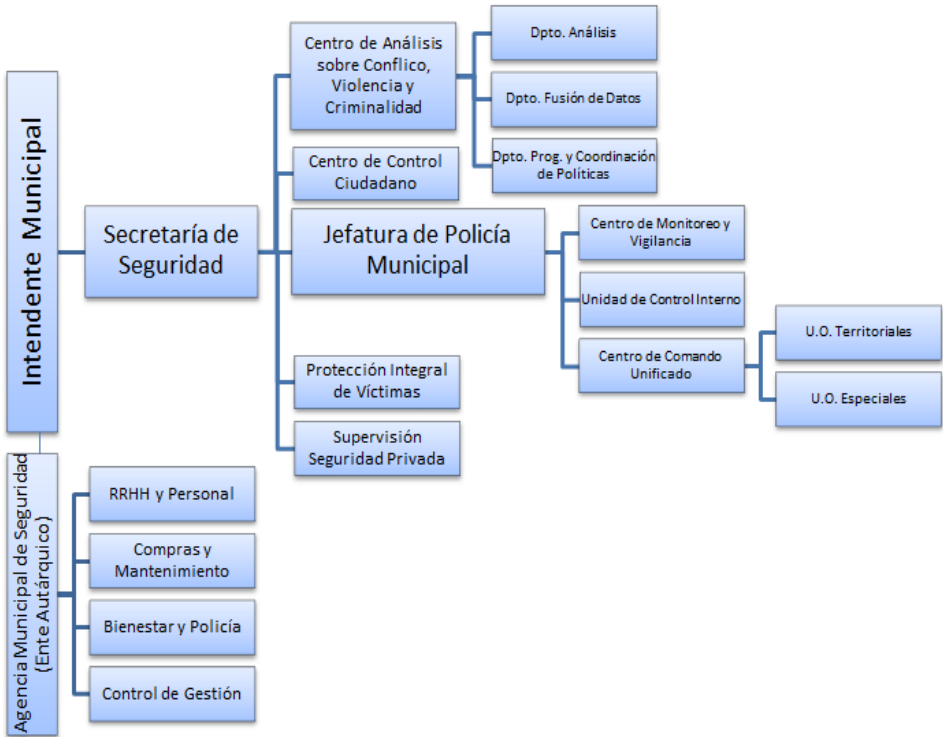 Intendente Municipal
Secretaría de
Seguridad
Centro de Análisis
sobre Conflico,
Violencia y
Criminalidad
Dpto. Análisis
Dpto. Fusión de Datos
Dpto. Prog. y Coordinación
de Políticas
Centro de Control
Ciudadano
Jefatura de Policía
Municipal
Centro de Monitoreo y
Vigilancia
Unidad de Control Interno
Centro de Comando
Unificado
U.O. Territoriales
U.O. Especiales
Protección Integral
de Víctimas
Supervisión
Seguridad Privada
Agencia Municipal de Seguridad
(Ente Autárquico)
RRHH y Personal
Compras y
Mantenimiento
Bienestar y Policía
Control de Gestión